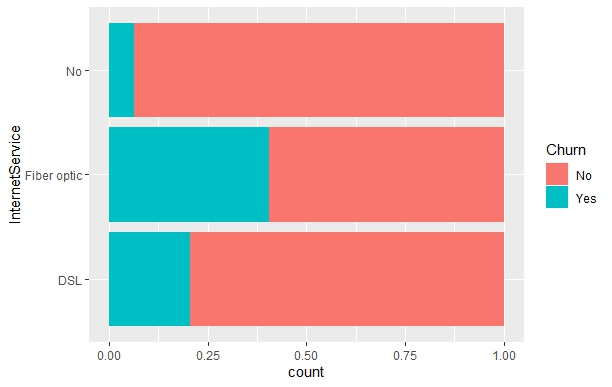 InternetService
No
Fiber optic
DSL
0.00 0.25 0.50 0.75 1.00
count
Churn
No
Yes